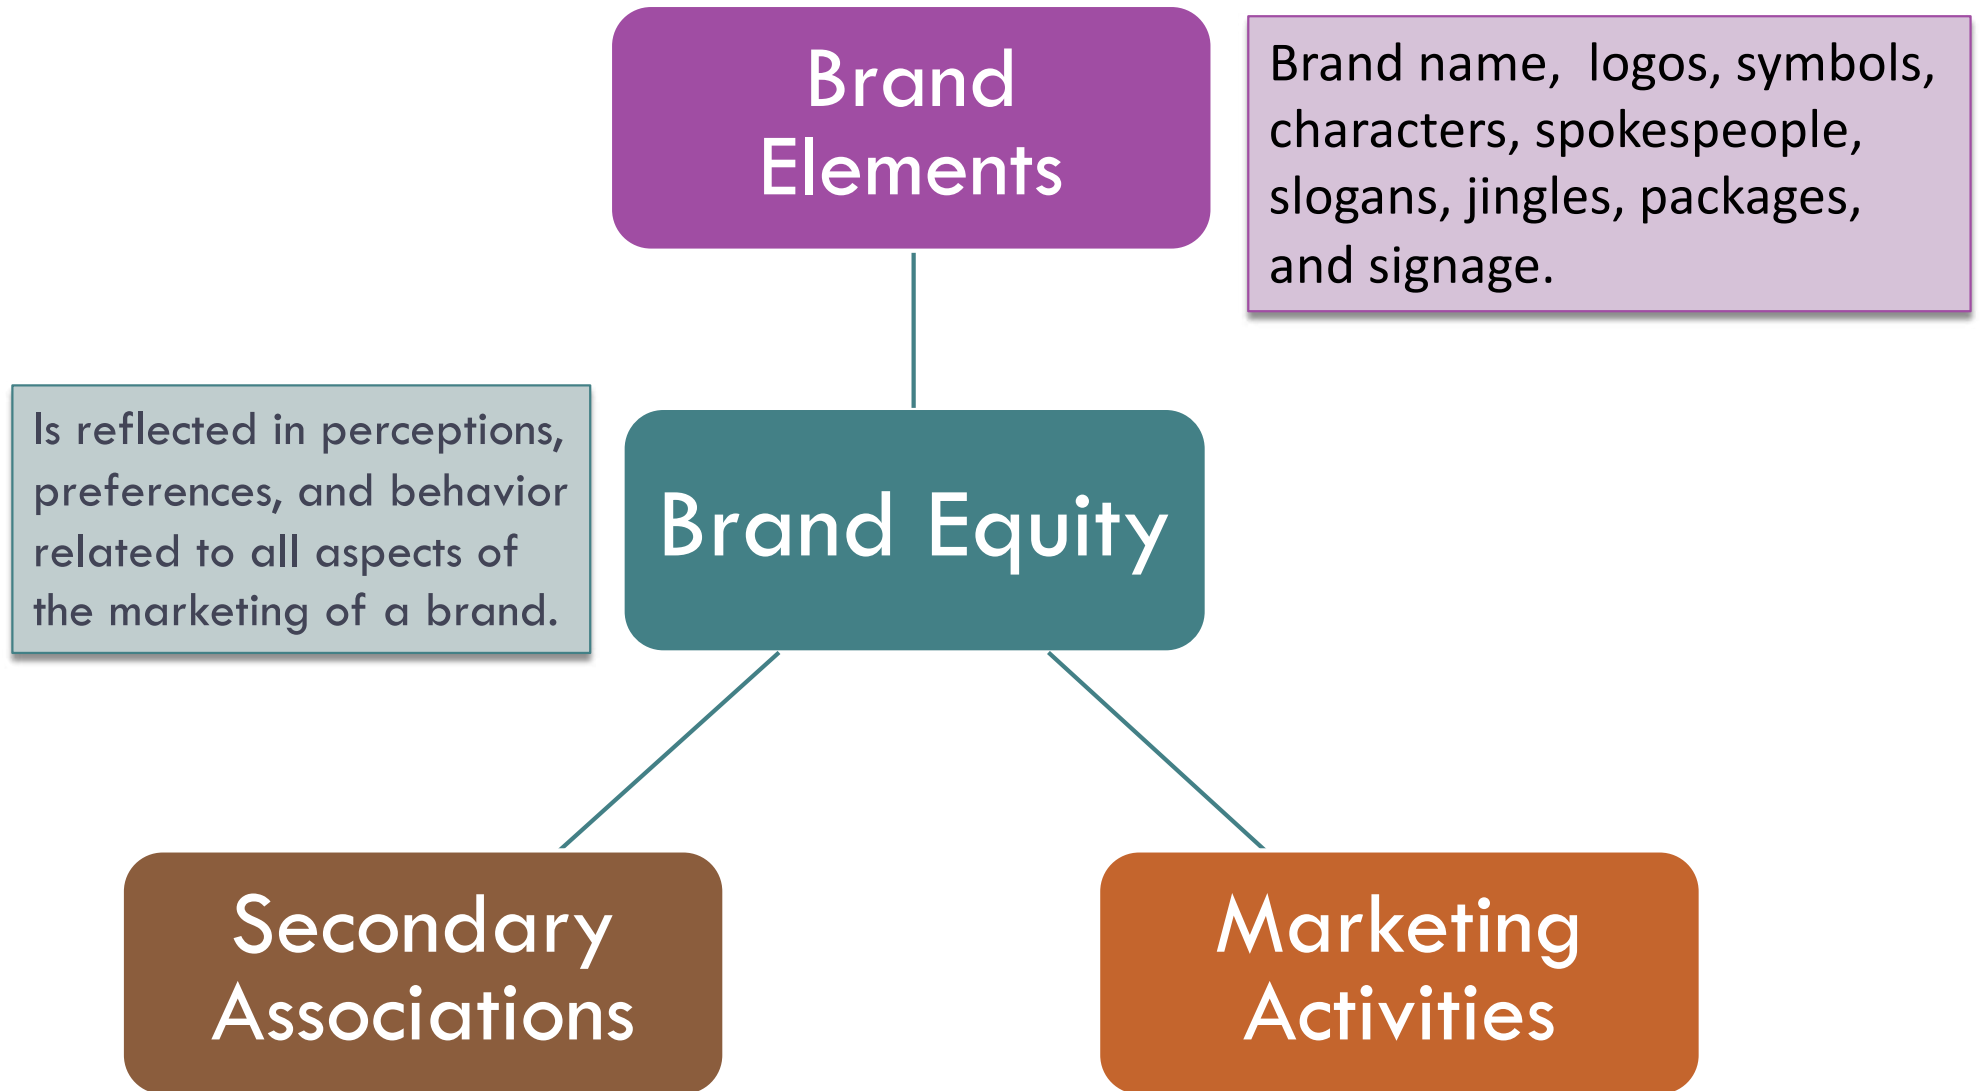 Brand
Elements
Brand name,  logos, symbols,
characters, spokespeople,
slogans, jingles, packages,
and signage.
Is reflected in perceptions,
preferences, and behavior
related to all aspects of
the marketing of a brand.
Brand Equity
Secondary
Associations
Marketing
Activities